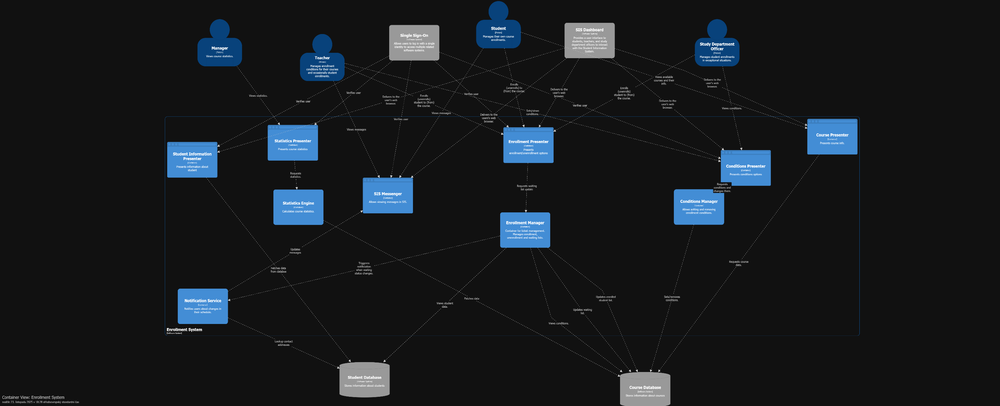 Manager
[Person]
Views course statistics.
Teacher
[Person]
Manages enrollment
conditions for their courses
and occasionally student
enrollments.
Single Sign-On
[Software System]
Allows users to log in with a single
identity to access multiple related
software systems.
Student
[Person]
Manages their own course
enrollments.
SIS Dashboard
[Software System]
Provides a user interface to
students, teachers, and study
department officers to interact
with the Student Information
System.
Study Department
Officer
[Person]
Manages student enrollments
in exceptional situations.
Views statistics.
Verifies user
Verifies user
Delivers to the
user's web
browser.
Enrolls
(unenrolls)
student to (from)
the course.
Verifies user
Enrolls
(unenrolls) to
(from) the course.
Delivers to the
user's web
browser.
Verifies user
Enrolls
(unenrolls)
student to (from)
the course.
Views available
courses and their
info.
Delivers to the
user's web
browser.
Delivers to the
user's web
browser.
Views conditions.
Views messages
Verifies user
Views messages
Delivers to the
users's web
browser.
Sets/views
conditions.
Student Information
Presenter
[Container]
Presents information about
student
Statistics Presenter
[Container]
Presents course statistics
Enrollment Presenter
[Container]
Presents
enrollment/unenrollment options
Conditions Presenter
[Container]
Presents conditions options
Course Presenter
[Container]
Presents course info.
Requests
statistics.
Requests waiting
list update
Requests
conditions and
changes them.
Statistics Engine
[Container]
Calculates course statistics.
SIS Messenger
[Container]
Allows viewing messages in SIS.
Enrollment Manager
[Container]
Container for ticket management.
Manages enrollment,
unenrollment and waiting lists.
Conditions Manager
[Container]
Allows setting and removing
enrollment conditions.
Updates
messages
Fetches data
from databse
Triggeres
notificiation
when waiting
status changes.
Requests course
data.
Notification Service
[Container]
Notifies users about changes in
their schedule.
Views student
data.
Fetches data
Updates enrolled
student list.
Updates waiting
list.
Views conditions.
Sets/removes
conditions.
Enrollment System
[Software System]
Lookup contact
addresses
Student Database
[Software System]
Stores information about students
Course Database
[Software System]
Stores information about courses
Container View: Enrollment System
neděle 23. listopadu 2025 v 18:28 středoevropský standardní čas